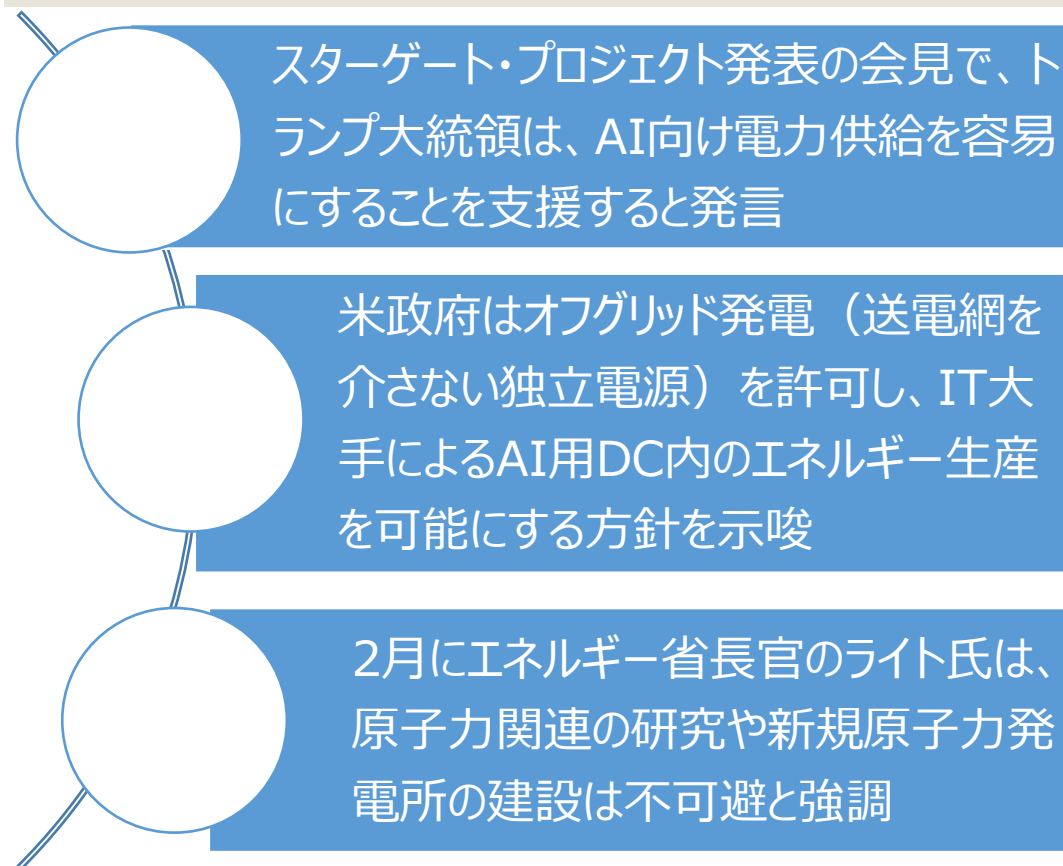 スターゲート・プロジェクト発表の会見で、ト
ランプ大統領は、AI向け電力供給を容易
にすることを支援すると発言
米政府はオフグリッド発電（送電網を
介さない独立電源）を許可し、IT大
手によるAI用DC内のエネルギー生産
を可能にする方針を示唆
2月にエネルギー省長官のライト氏は、
原子力関連の研究や新規原子力発
電所の建設は不可避と強調